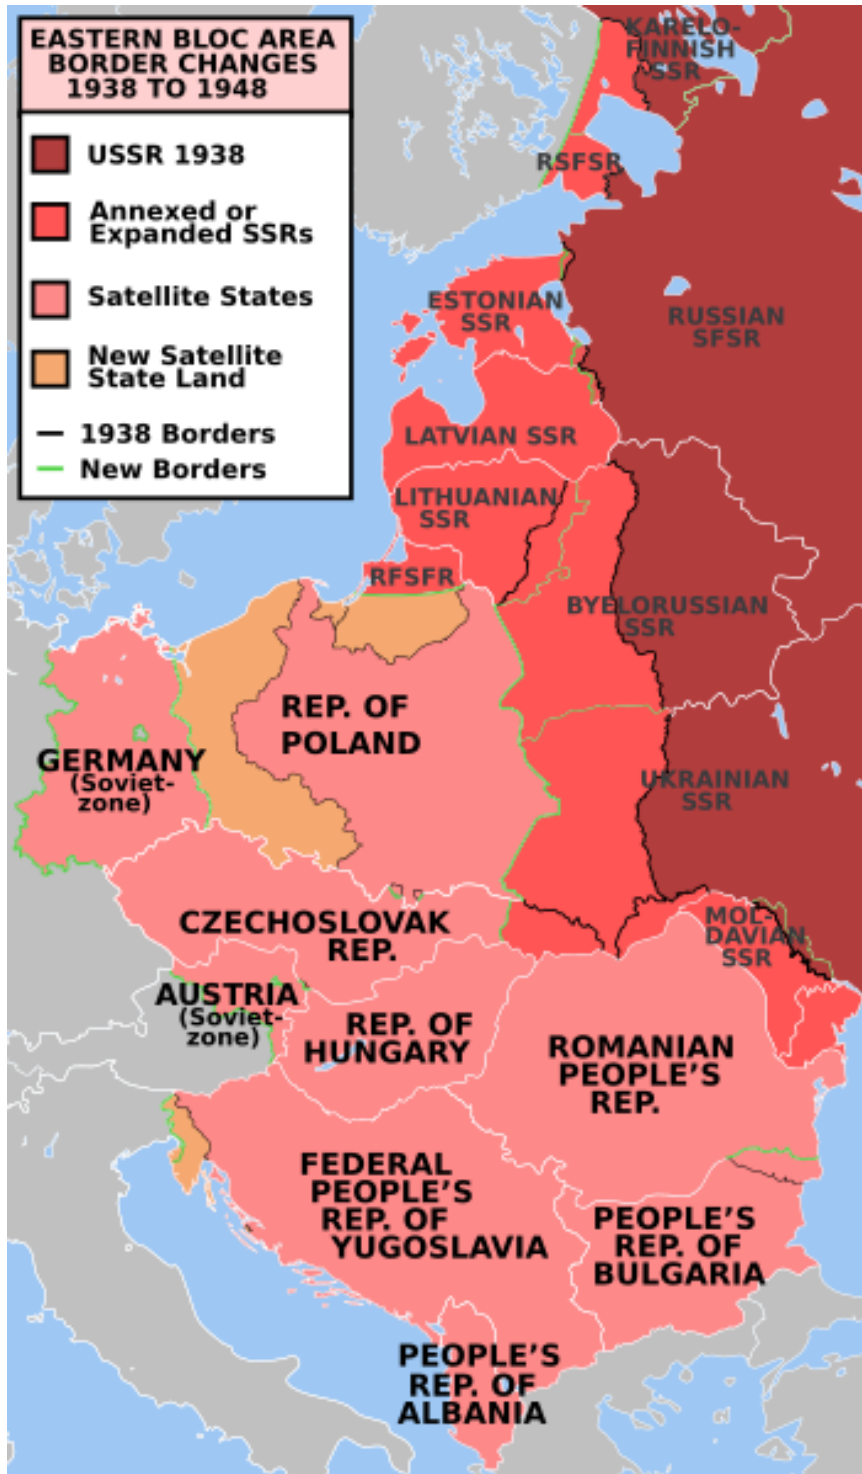 EASTERN BLOC AREA
BORDER CHANGES
1938 TO 1948
USSR 1938
Annexed or
Expanded SSRs
Satellite States
New Satellite
State Land
1938 Borders
New Borders
KARELO-
FINNISH
SSR
RSFSR
ESTONIAN
SSR
RUSSIAN
SFSR
LATVIAN SSR
LITHUANIAN
SSR
RFSFR
BYELORUSSIAN
SSR
REP. OF
POLAND
GERMANY
(Soviet-
zone)
UKRAINIAN
SSR
CZECHOSLOVAK
REP.
MOL-
DAVIAN
SSR
AUSTRIA
(Soviet-
zone)
REP. OF
HUNGARY
ROMANIAN
PEOPLE'S
REP.
FEDERAL
PEOPLE'S
REP. OF
YUGOSLAVIA
PEOPLE'S
REP. OF
BULGARIA
PEOPLE'S
REP. OF
ALBANIA